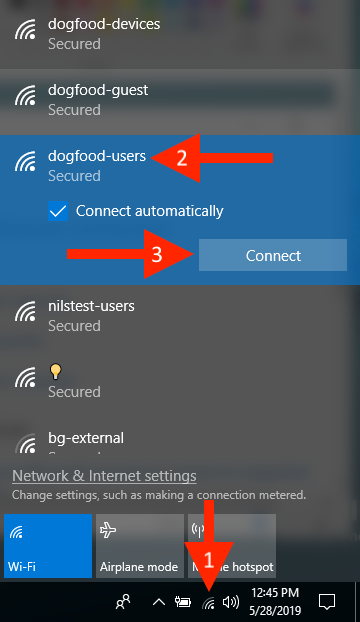 dogfood-devices
Secured
dogfood-guest
Secured
dogfood-users
2
Secured
Connect automatically
3
Connect
nilstest-users
Secured
Secured
bg-external
Network & Internet settings
Change settings, such as making a connection metered.
1
Wi-Fi
Airplane mode
hotspot
12:45 PM
5/28/2019